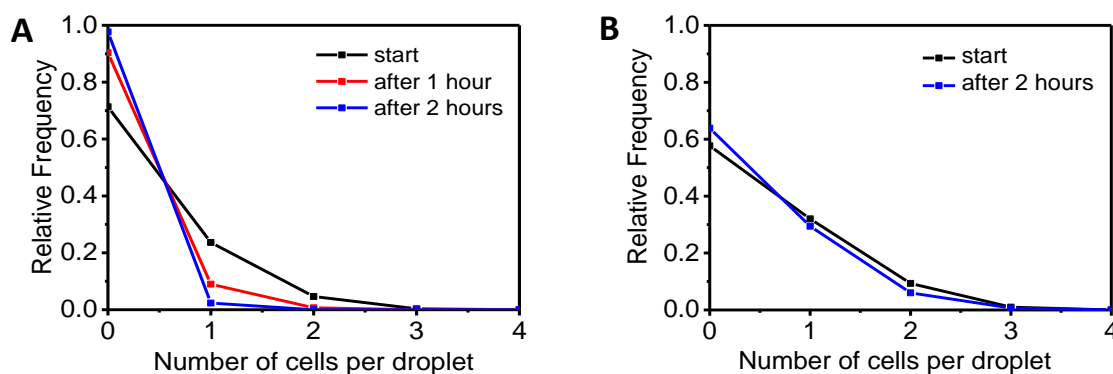 A
Relative Frequency
1.0
0.8
0.6
0.4
0.2
0.0
0 1 2 3 4
Number of cells per droplet
start
after 1 hour
after 2 hours
B
Relative Frequency
1.0
0.8
0.6
0.4
0.2
0.0
0 1 2 3 4
Number of cells per droplet
start
after 2 hours